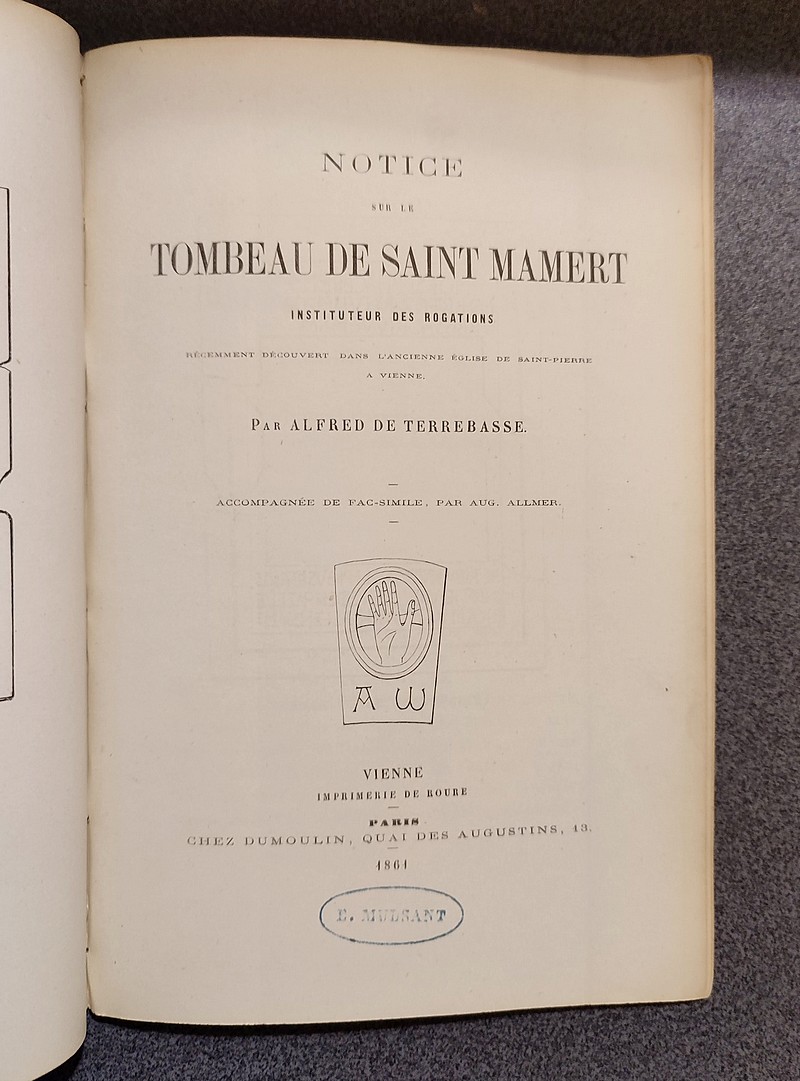 NOTICE
SUR LE
TOMBEAU DE SAINT MAMERT
INSTITUTEUR DES ROGATIONS
RÉCEMMENT DÉCOUVERT DANS L'ANCIENNE ÉGLISE DE SAINT-PIERRE
A VIENNE.
PAR ALFRED DE TERREBASSE.
ACCOMPAGNÉE DE FAC-SIMILE, PAR AUG. ALLMER.
A W
VIENNE
IMPRIMERIE DE ROURE
PARIS
CHEZ DUMOULIN, QUAI DES AUGUSTINS, 13.
1861
E. MULSANT